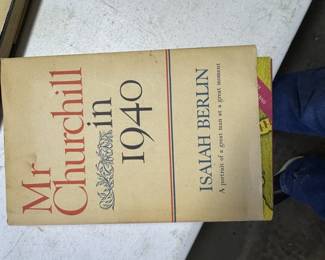 Mr
Churchill
in
1940
ISAIAH BERLIN
A portrait of a great man at a great moment